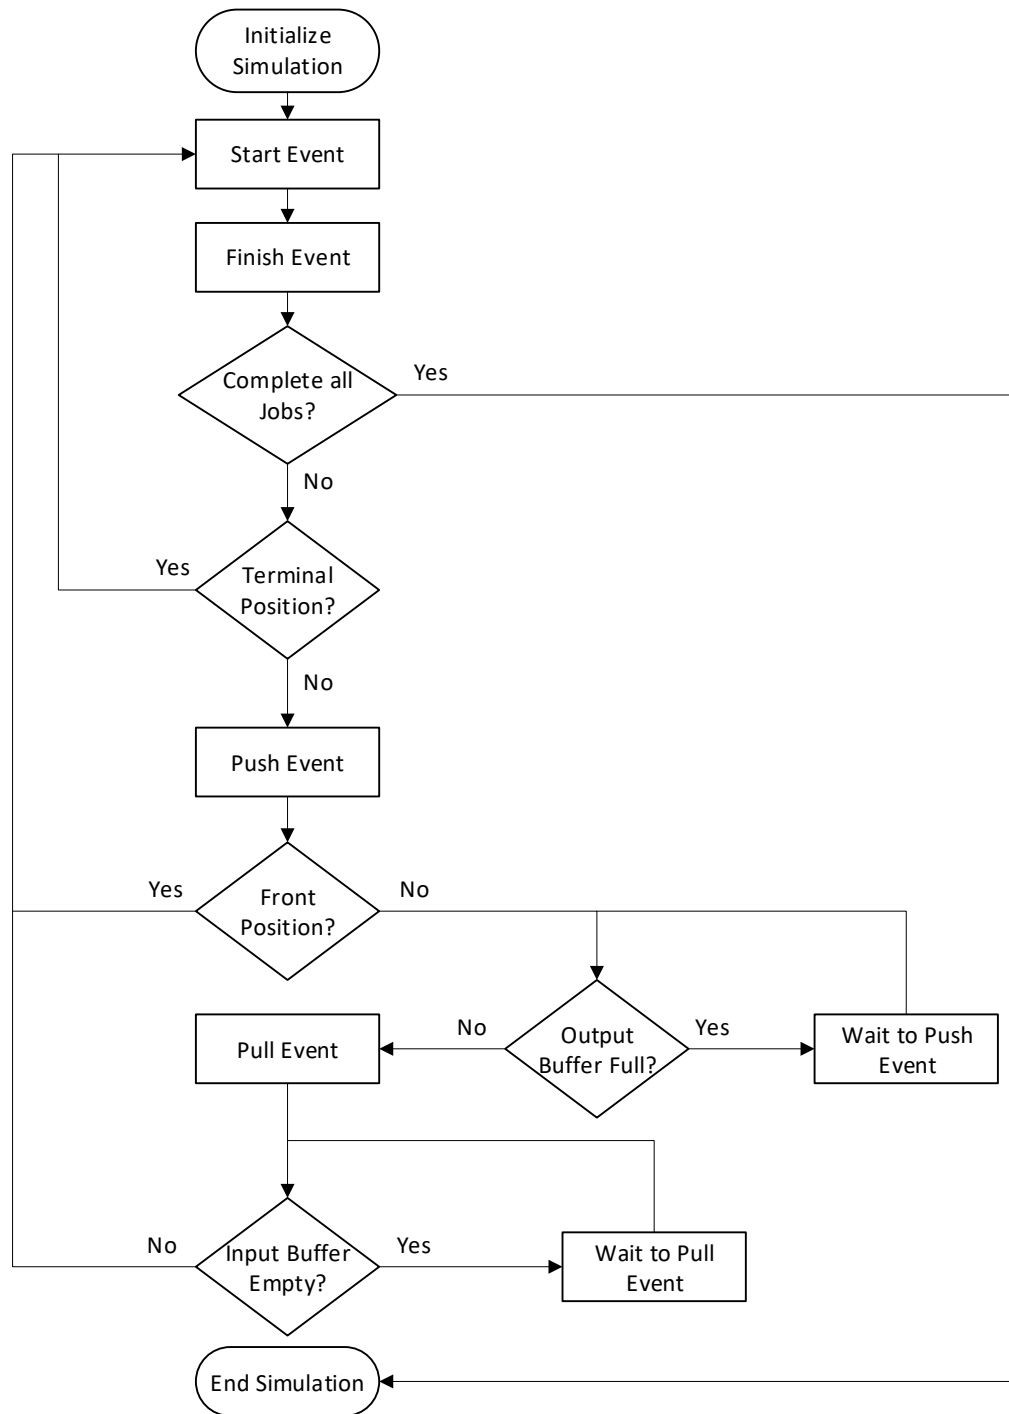 Initialize
Simulation
Start Event
Finish Event
Complete all
Jobs?
Yes
No
Terminal
Position?
Yes
No
Push Event
Front
Position?
Yes
No
Output
Buffer Full?
No
Yes
Wait to Push
Event
Pull Event
Input Buffer
Empty?
No
Yes
Wait to Pull
Event
End Simulation